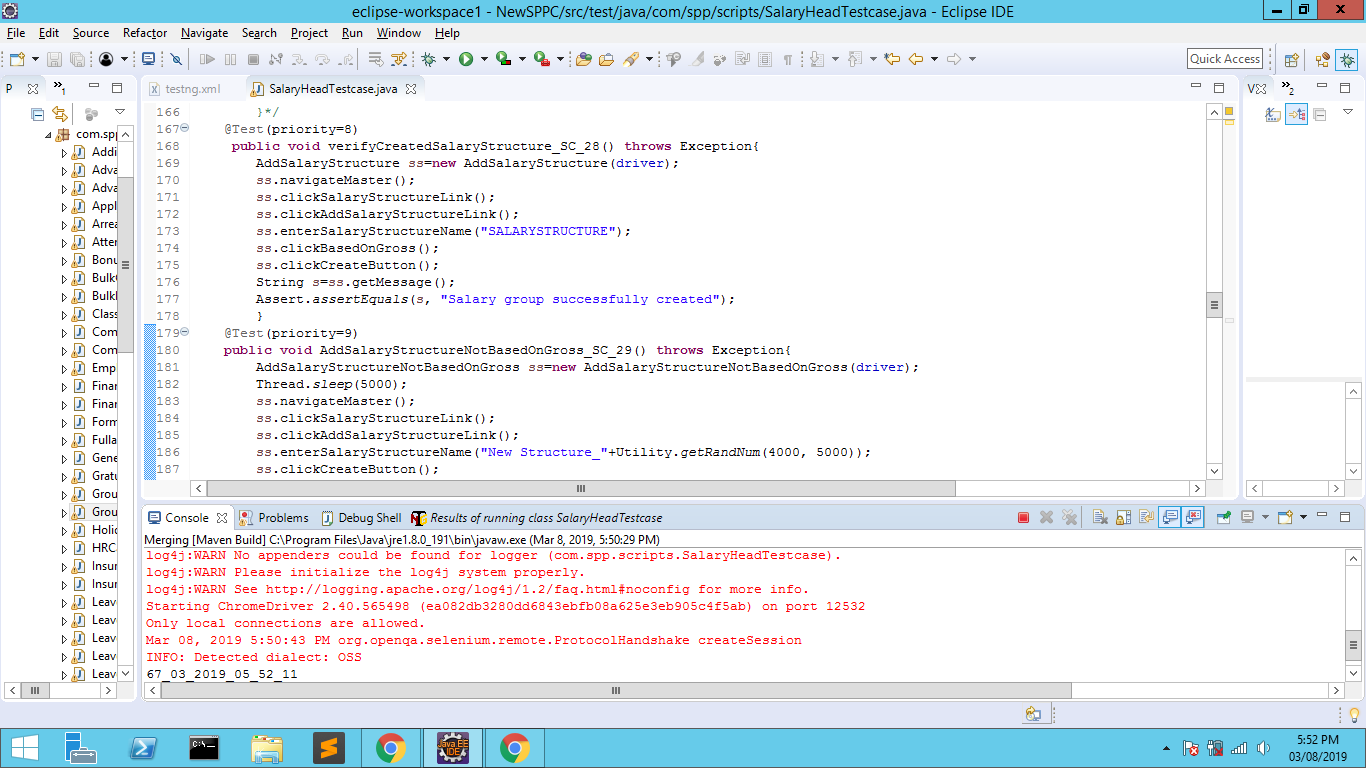 eclipse-workspace1 - NewSPPC/src/test/java/com/spp/scripts/SalaryHeadTestcase.java - Eclipse IDE
File Edit Source Refactor Navigate Search Project Run Window Help
Quick Access
P
1
testng.xml
SalaryHeadTestcase.java
V
2
com.spp
Addi
Adva
Adva
Appl
Arrea
Atter
Bonu
Bulk
Bulk
Class
Com
Com
Emp
Finar
Finar
Form
Fulla
Gene
Gratu
Grou
Grou
Holid
HRC
Insur
Insur
Leav
Leav
Leav
Leav
Leav
166 }*/
167 @Test(priority=8)
168 public void verifyCreatedSalaryStructure_SC_28() throws Exception{
169 AddSalaryStructure ss=new AddSalaryStructure(driver);
170 ss.navigateMaster();
171 ss.clickSalaryStructureLink();
172 ss.clickAddSalaryStructureLink();
173 ss.enterSalaryStructureName("SALARYSTRUCTURE");
174 ss.clickBasedOnGross();
175 ss.clickCreateButton();
176 String s=ss.getMessage();
177 Assert.assertEquals(s, "Salary group successfully created");
178 }
179 @Test(priority=9)
180 public void AddSalaryStructureNotBasedOnGross_SC_29() throws Exception{
181 AddSalaryStructureNotBasedOnGross ss=new AddSalaryStructureNotBasedOnGross(driver);
182 Thread.sleep(5000);
183 ss.navigateMaster();
184 ss.clickSalaryStructureLink();
185 ss.clickAddSalaryStructureLink();
186 ss.enterSalaryStructureName("New Structure_"+Utility.getRandNum(4000, 5000));
187 ss.clickCreateButton();
Console Problems Debug Shell Results of running class SalaryHeadTestcase
Merging [Maven Build] C:\Program Files\Java\jre1.8.0_191\bin\javaw.exe (Mar 8, 2019, 5:50:29 PM)
log4j:WARN No appenders could be found for logger (com.spp.scripts.SalaryHeadTestcase).
log4j:WARN Please initialize the log4j system properly.
log4j:WARN See http://logging.apache.org/log4j/1.2/faq.html#noconfig for more info.
Starting ChromeDriver 2.40.565498 (ea082db3280dd6843ebfb08a625e3eb905c4f5ab) on port 12532
Only local connections are allowed.
Mar 08, 2019 5:50:43 PM org.openqa.selenium.remote.ProtocolHandshake createSession
INFO: Detected dialect: OSS
67_03_2019_05_52_11
Java EE
IDE
5:52 PM
03/08/2019